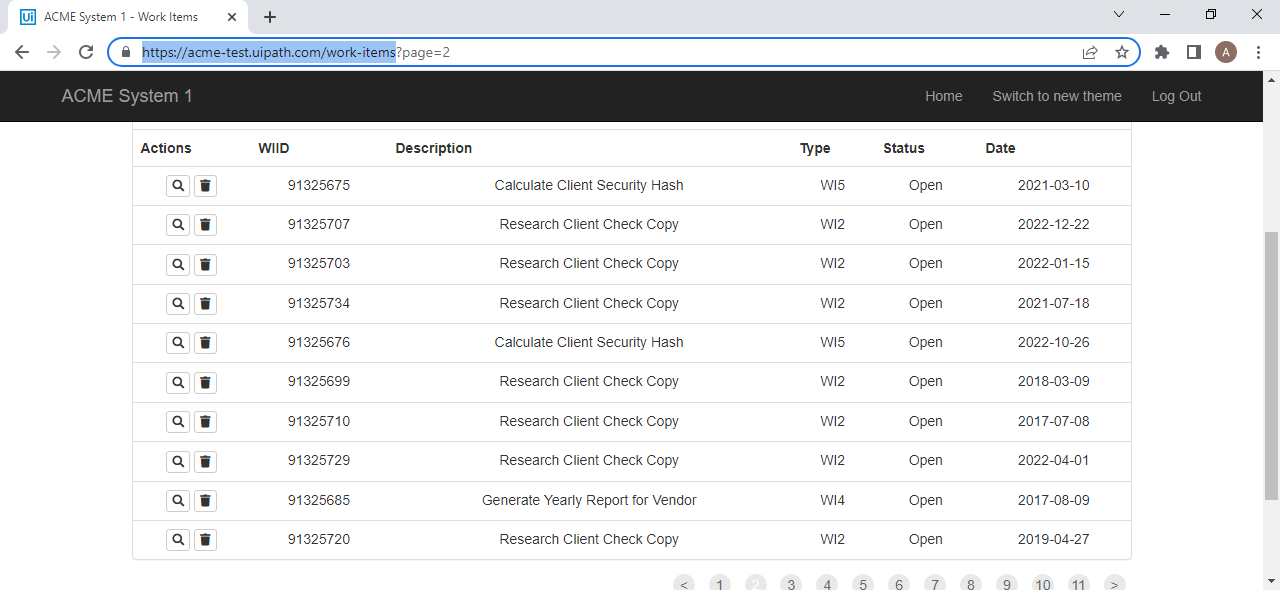 ACME System 1 - Work Items
https://acme-test.uipath.com/work-items?page=2
A
ACME System 1 Home Switch to new theme Log Out
Actions WIID Description Type Status Date
91325675 Calculate Client Security Hash WI5 Open 2021-03-10
91325707 Research Client Check Copy WI2 Open 2022-12-22
91325703 Research Client Check Copy WI2 Open 2022-01-15
91325734 Research Client Check Copy WI2 Open 2021-07-18
91325676 Calculate Client Security Hash WI5 Open 2022-10-26
91325699 Research Client Check Copy WI2 Open 2018-03-09
91325710 Research Client Check Copy WI2 Open 2017-07-08
91325729 Research Client Check Copy WI2 Open 2022-04-01
91325685 Generate Yearly Report for Vendor WI4 Open 2017-08-09
91325720 Research Client Check Copy WI2 Open 2019-04-27
< 1 2 3 4 5 6 7 8 9 10 11 >